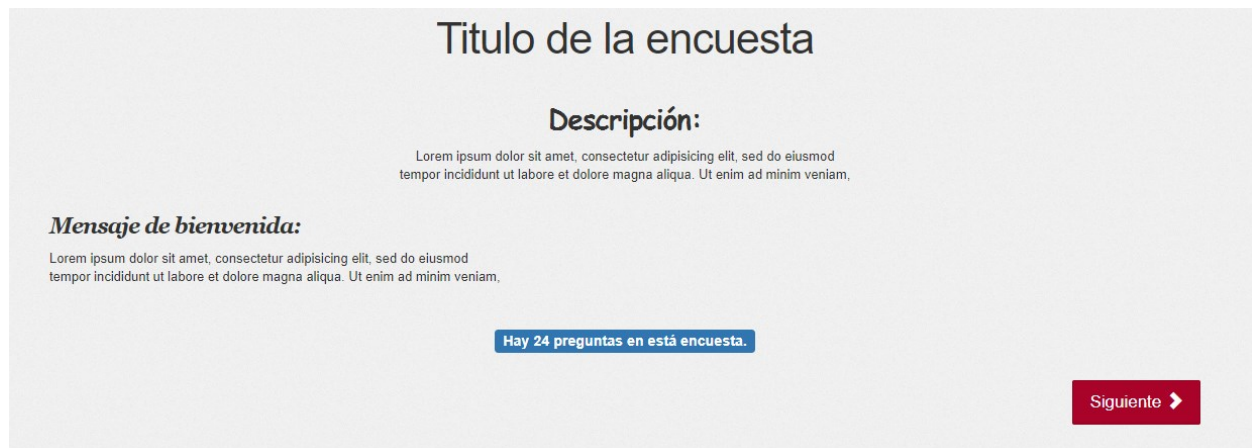 Titulo de la encuesta
Descripción:
Lorem ipsum dolor sit amet, consectetur adipisicing elit, sed do eiusmod
tempor incididunt ut labore et dolore magna aliqua. Ut enim ad minim veniam,
Mensaje de bienvenida:
Lorem ipsum dolor sit amet, consectetur adipisicing elit, sed do eiusmod
tempor incididunt ut labore et dolore magna aliqua. Ut enim ad minim veniam,
Hay 24 preguntas en está encuesta.
Siguiente